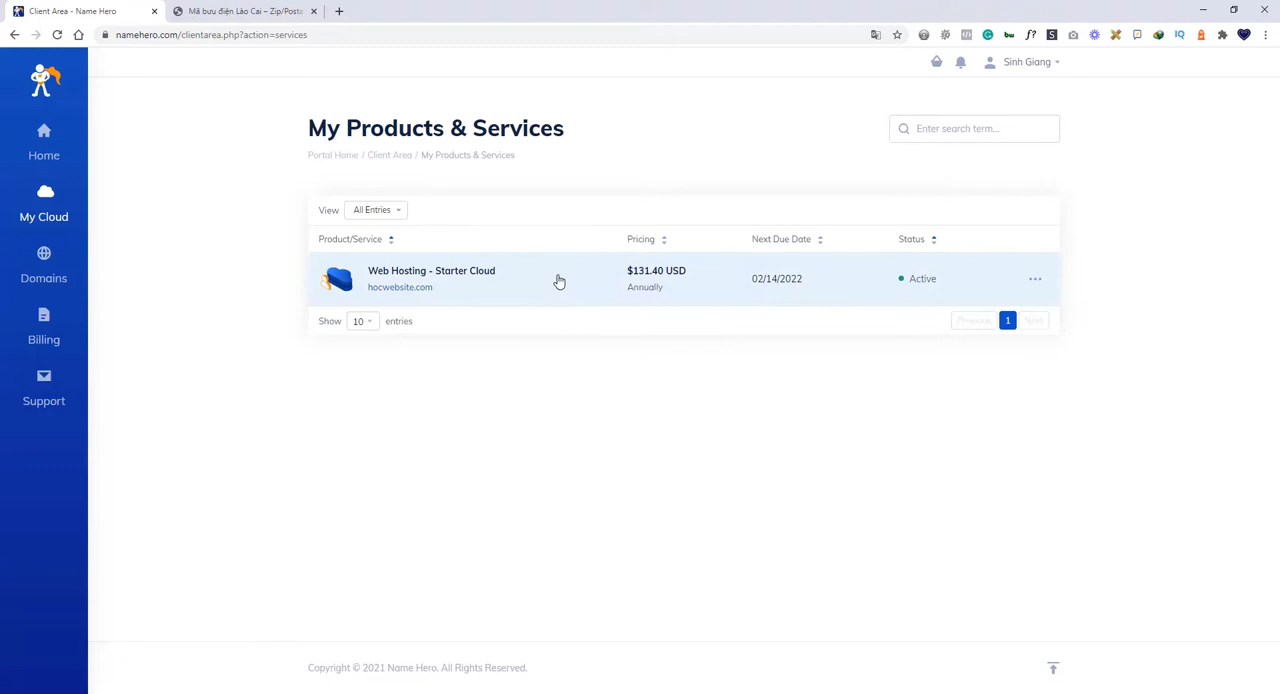 Client Area - Name Hero
Mã bưu điện Lào Cai – Zip/Posta
namehero.com/clientarea.php?action=services
Sinh Giang
Home
My Cloud
Domains
Billing
Support
My Products & Services
Enter search term...
Portal Home / Client Area / My Products & Services
View All Entries
Product/Service Pricing Next Due Date Status
Web Hosting - Starter Cloud $131.40 USD 02/14/2022 Active
hocwebsite.com Annually
Show 10 entries Previous 1 Next
Copyright © 2021 Name Hero. All Rights Reserved.